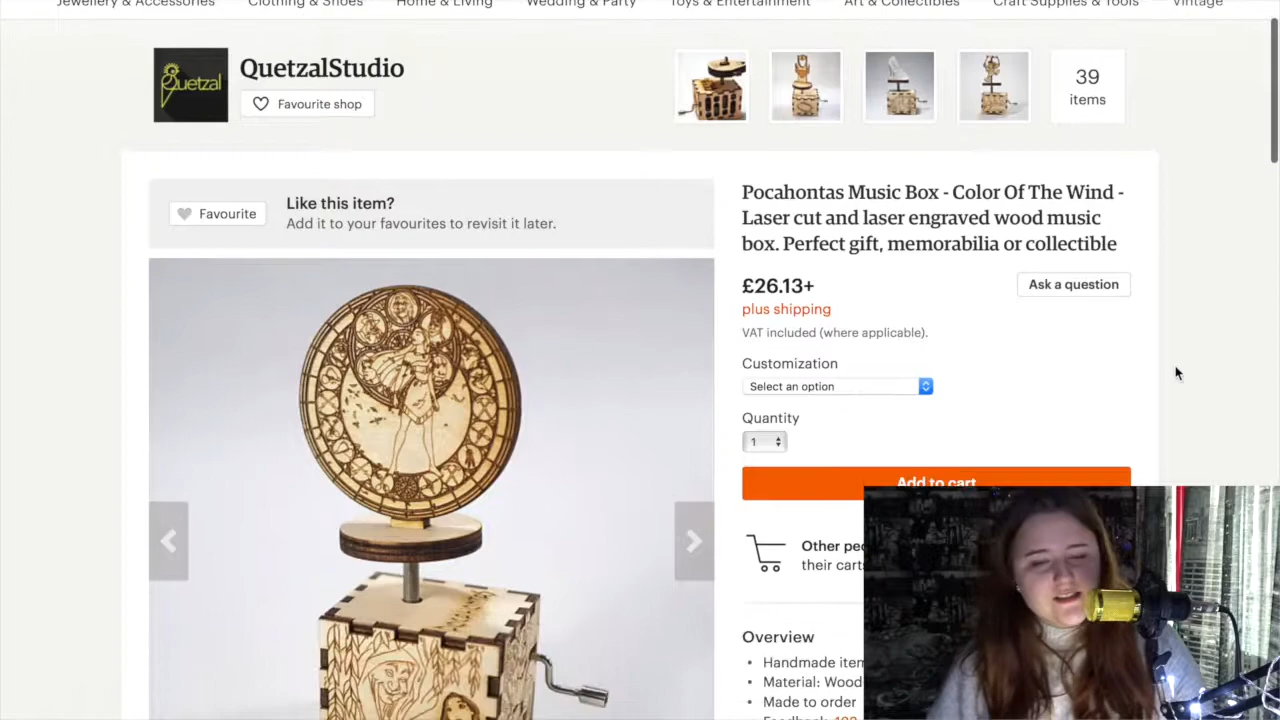 Jewellery & Accessories Clothing & Shoes Home & Living Wedding & Party Toys & Entertainment Art & Collectibles Craft Supplies & Tools Vintage
Quetzal
QuetzalStudio
Favourite shop
39
items
Favourite
Like this item?
Add it to your favourites to revisit it later.
Pocahontas Music Box - Color Of The Wind -
Laser cut and laser engraved wood music
box. Perfect gift, memorabilia or collectible
£26.13+
Ask a question
plus shipping
VAT included (where applicable).
Customization
Select an option
Quantity
1
Add to cart
Other peo
their carts
Overview
• Handmade item
• Material: Wood
• Made to order